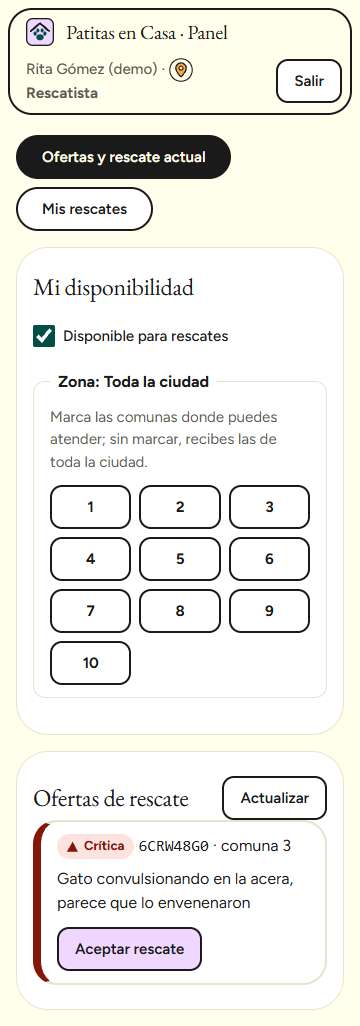 Patitas en Casa · Panel
Rita Gómez (demo) ·
Rescatista
Salir
Ofertas y rescate actual
Mis rescates
Mi disponibilidad
Disponible para rescates
Zona: Toda la ciudad
Marca las comunas donde puedes
atender; sin marcar, recibes las de
toda la ciudad.
1 2 3
4 5 6
7 8 9
10
Ofertas de rescate
Actualizar
Crítica 6CRW48G0 · comuna 3
Gato convulsionando en la acera,
parece que lo envenenaron
Aceptar rescate